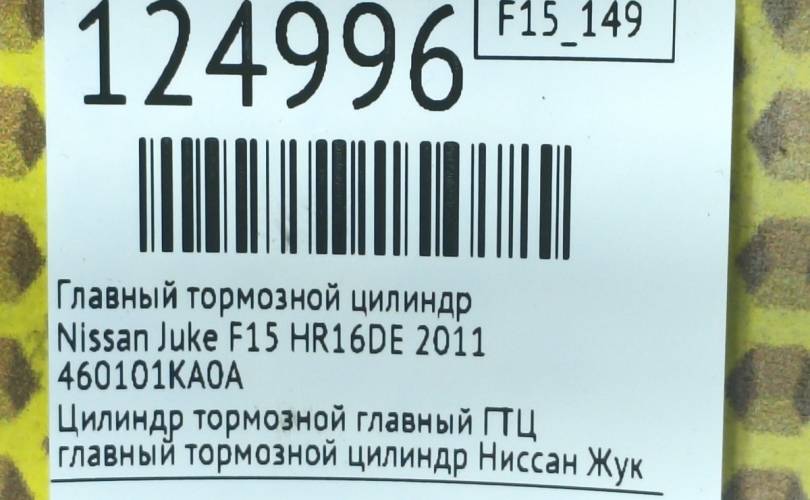 124996
F15_149
Главный тормозной цилиндр
Nissan Juke F15 HR16DE 2011
460101KA0A
Цилиндр тормозной главный ГТЦ
главный тормозной цилиндр Ниссан Жук